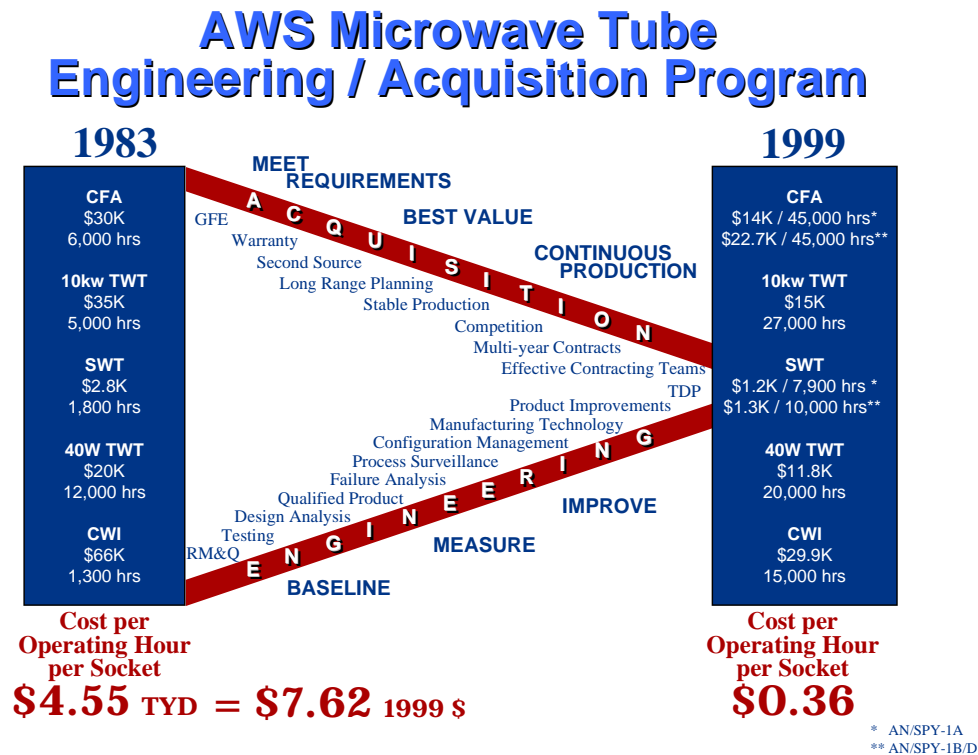 AWS Microwave Tube
Engineering / Acquisition Program
1983
CFA
$30K
6,000 hrs
10kw TWT
$35K
5,000 hrs
SWT
$2.8K
1,800 hrs
40W TWT
$20K
12,000 hrs
CWI
$66K
1,300 hrs
Cost per
Operating Hour
per Socket
$4.55 TYD = $7.62 1999 $
MEET
REQUIREMENTS
BEST VALUE
CONTINUOUS
PRODUCTION
ACQUISITION
GFE
Warranty
Second Source
Long Range Planning
Stable Production
Competition
Multi-year Contracts
Effective Contracting Teams
TDP
Product Improvements
Manufacturing Technology
Configuration Management
Process Surveillance
Failure Analysis
Qualified Product
Design Analysis
Testing
RM&Q
ENGINEERING
IMPROVE
MEASURE
BASELINE
1999
CFA
$14K / 45,000 hrs*
$22.7K / 45,000 hrs**
10kw TWT
$15K
27,000 hrs
SWT
$1.2K / 7,900 hrs *
$1.3K / 10,000 hrs**
40W TWT
$11.8K
20,000 hrs
CWI
$29.9K
15,000 hrs
Cost per
Operating Hour
per Socket
$0.36
* AN/SPY-1A
** AN/SPY-1B/D